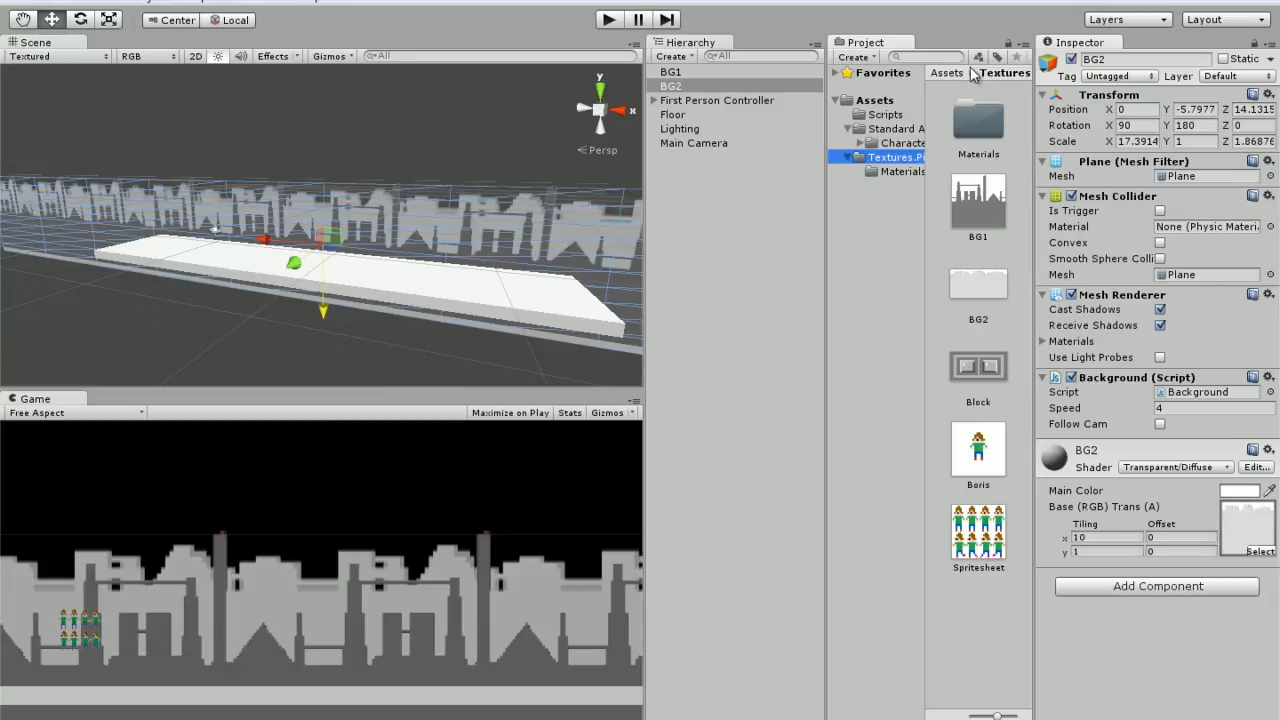 Center
Local
Layers
Layout
Scene
Textured
RGB
2D
Effects
Gizmos
All
Persp
y
x
Game
Free Aspect
Maximize on Play
Stats
Gizmos
Hierarchy
Create
All
BG1
BG2
First Person Controller
Floor
Lighting
Main Camera
Project
Create
Favorites
Assets
Scripts
Standard A
Characte
Textures.Pi
Materials
Assets
Textures
Materials
BG1
BG2
Block
Boris
Spritesheet
Inspector
BG2
Static
Tag Untagged Layer Default
Transform
Position X 0 Y -5.7977 Z 14.1315
Rotation X 90 Y 180 Z 0
Scale X 17.3914 Y 1 Z 1.86876
Plane (Mesh Filter)
Mesh Plane
Mesh Collider
Is Trigger
Material None (Physic Materi
Convex
Smooth Sphere Colli
Mesh Plane
Mesh Renderer
Cast Shadows
Receive Shadows
Materials
Use Light Probes
Background (Script)
Script Background
Speed 4
Follow Cam
BG2
Shader Transparent/Diffuse Edit...
Main Color
Base (RGB) Trans (A)
Tiling Offset
x 10 0
y 1 0
Select
Add Component